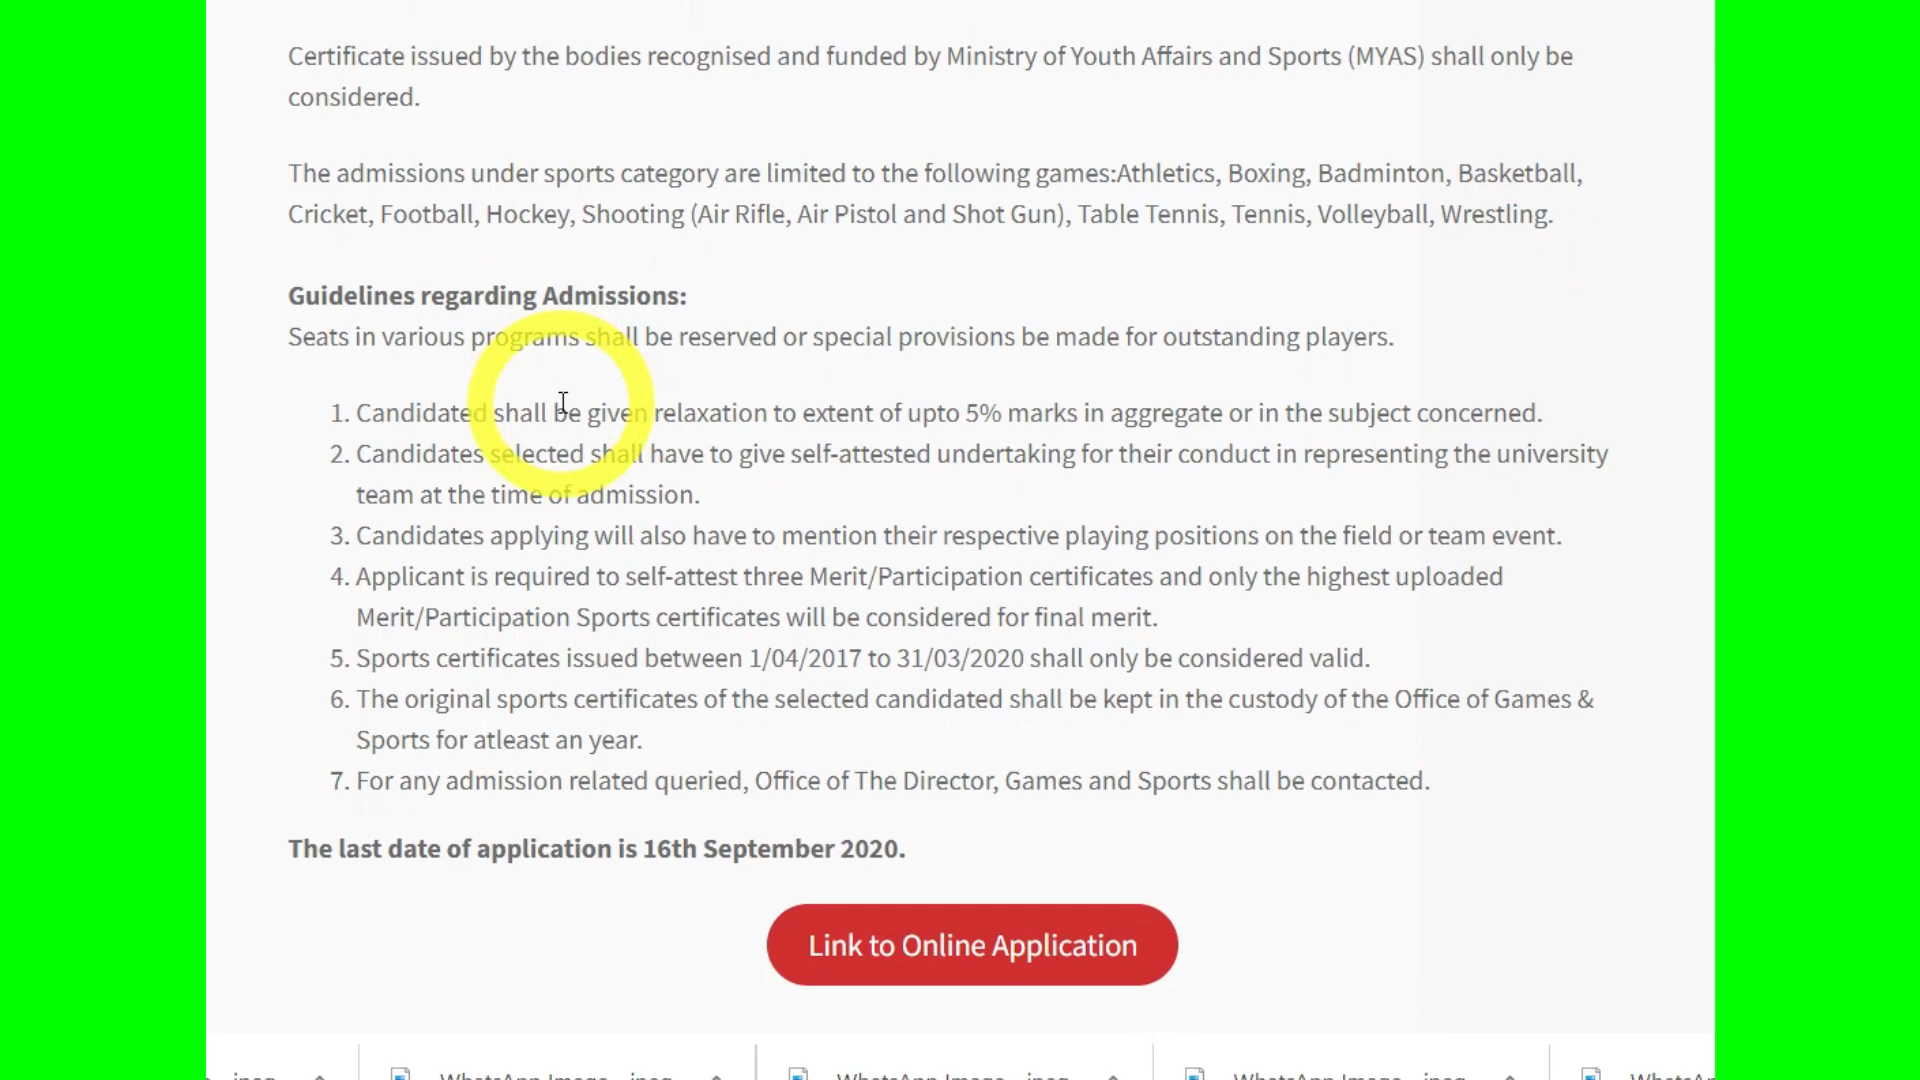 Certificate issued by the bodies recognised and funded by Ministry of Youth Affairs and Sports (MYAS) shall only be
considered.
The admissions under sports category are limited to the following games:Athletics, Boxing, Badminton, Basketball,
Cricket, Football, Hockey, Shooting (Air Rifle, Air Pistol and Shot Gun), Table Tennis, Tennis, Volleyball, Wrestling.
Guidelines regarding Admissions:
Seats in various programs shall be reserved or special provisions be made for outstanding players.
1. Candidated shall be given relaxation to extent of upto 5% marks in aggregate or in the subject concerned.
2. Candidates selected shall have to give self-attested undertaking for their conduct in representing the university
team at the time of admission.
3. Candidates applying will also have to mention their respective playing positions on the field or team event.
4. Applicant is required to self-attest three Merit/Participation certificates and only the highest uploaded
Merit/Participation Sports certificates will be considered for final merit.
5. Sports certificates issued between 1/04/2017 to 31/03/2020 shall only be considered valid.
6. The original sports certificates of the selected candidated shall be kept in the custody of the Office of Games &
Sports for atleast an year.
7. For any admission related queried, Office of The Director, Games and Sports shall be contacted.
The last date of application is 16th September 2020.
Link to Online Application
WhatsApp Image WhatsApp Image WhatsApp Image